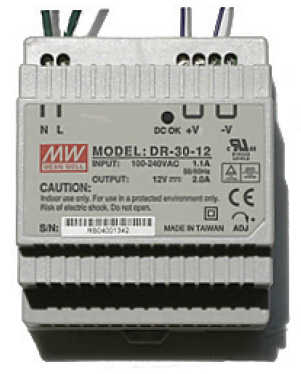 N L
DC OK +V -V
MW
MEAN WELL
MODEL: DR-30-12
INPUT: 100-240VAC 1.1A
50/60Hz
OUTPUT: 12V 2.0A
CAUTION:
Indoor use only. For use in a protected environment only.
Risk of electric shock. Do not open.
S/N:
RB04001342
MADE IN TAIWAN
ADJ.
CE